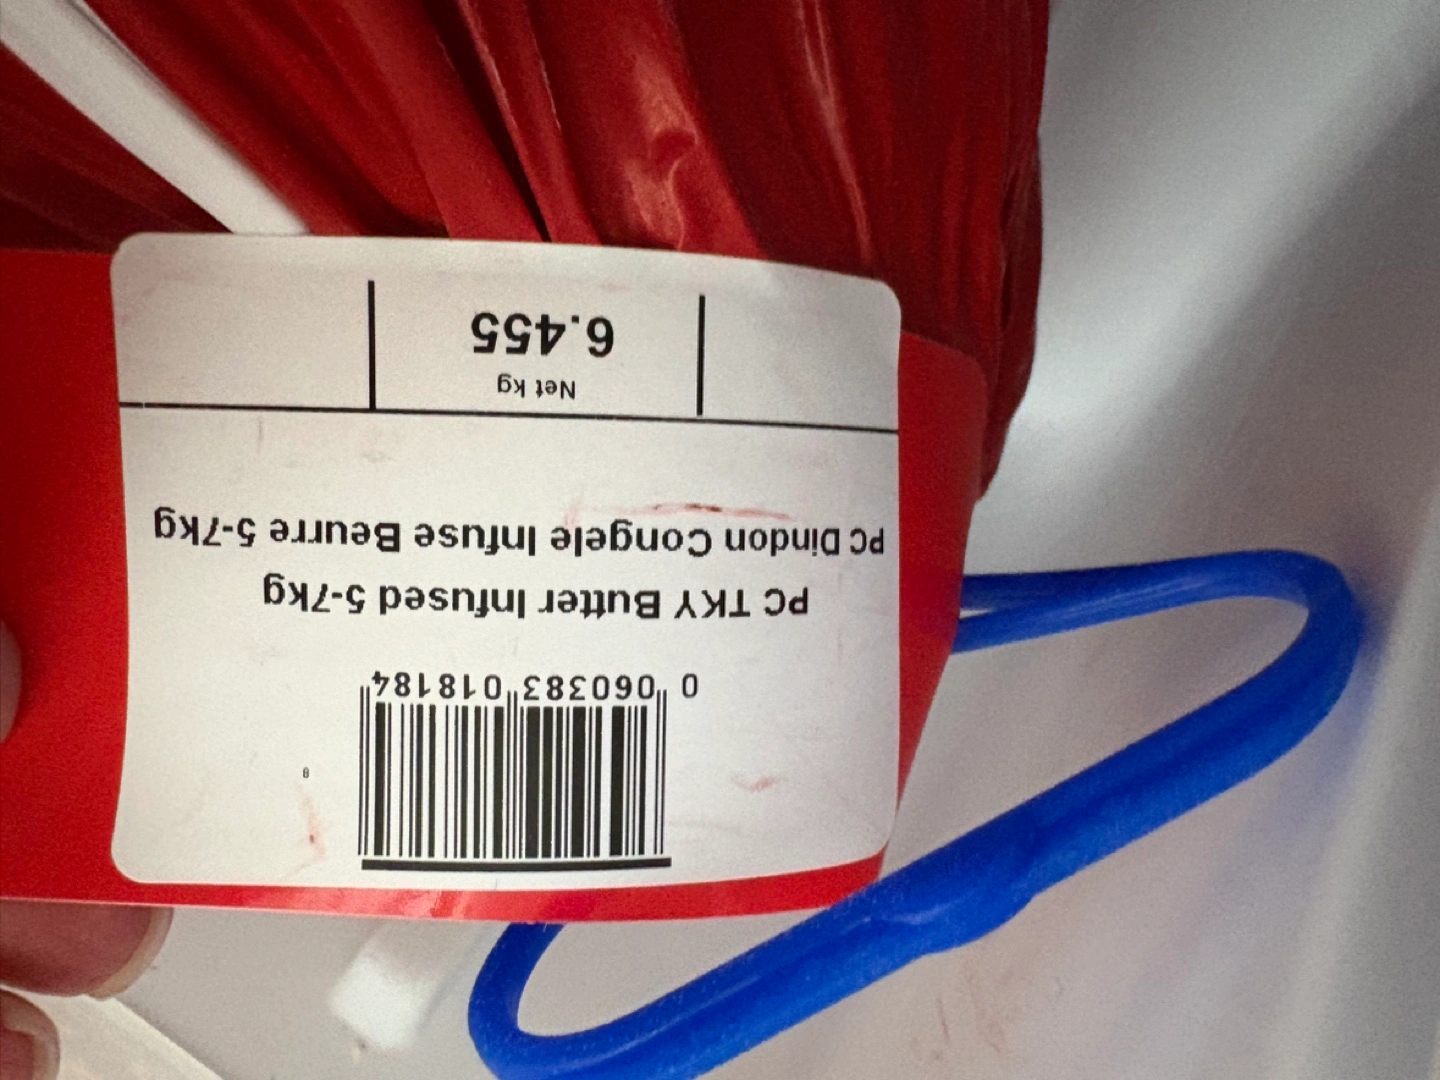 0 060383 018184
8
PC TKY Butter Infused 5-7kg
PC Dindon Congele Infuse Beurre 5-7kg
Net kg
6.455